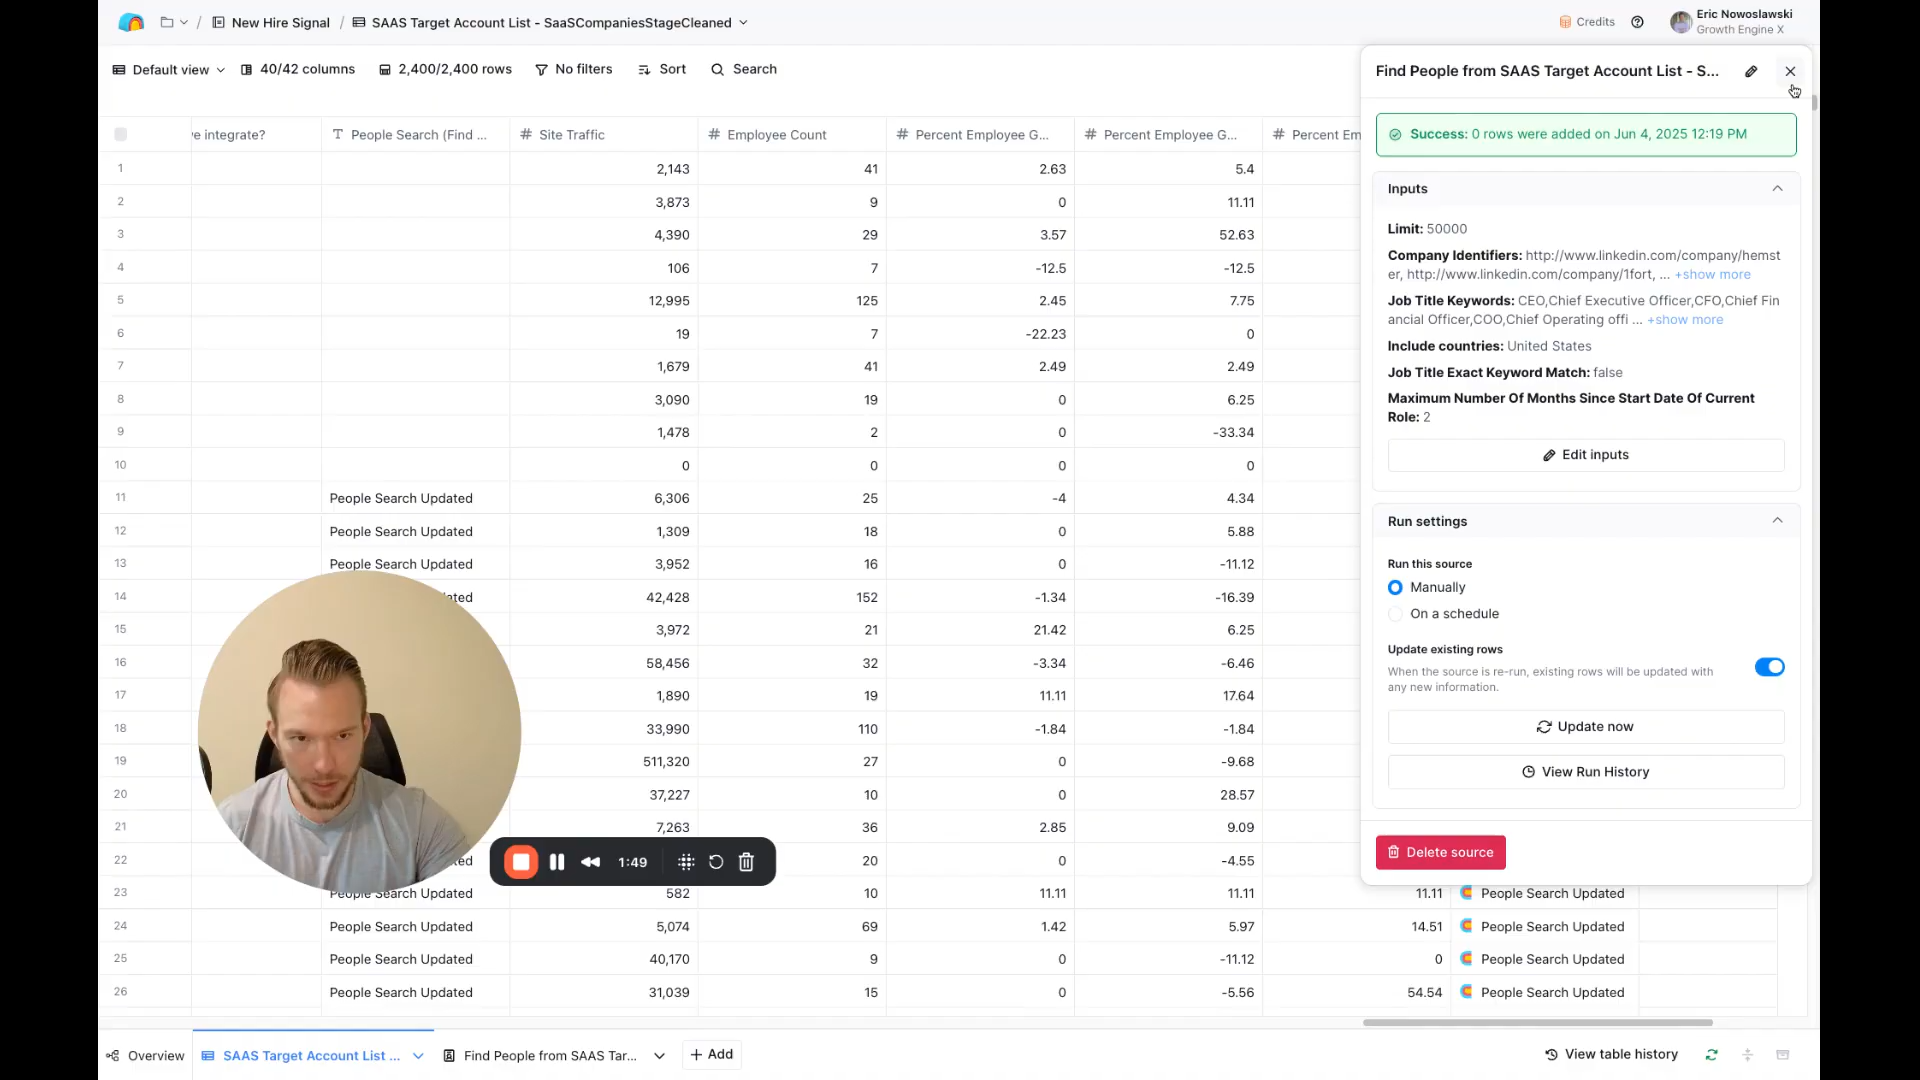 New Hire Signal / SAAS Target Account List - SaaSCompaniesStageCleaned
Credits
Eric Nowoslawski
Growth Engine X
Default view 40/42 columns 2,400/2,400 rows No filters Sort Search
e integrate? People Search (Find ... Site Traffic Employee Count Percent Employee G... Percent Employee G... Percent Em
1 2,143 41 2.63 5.4
2 3,873 9 0 11.11
3 4,390 29 3.57 52.63
4 106 7 -12.5 -12.5
5 12,995 125 2.45 7.75
6 19 7 -22.23 0
7 1,679 41 2.49 2.49
8 3,090 19 0 6.25
9 1,478 2 0 -33.34
10 0 0 0 0
11 People Search Updated 6,306 25 -4 4.34
12 People Search Updated 1,309 18 0 5.88
13 People Search Updated 3,952 16 0 -11.12
14 ated 42,428 152 -1.34 -16.39
15 3,972 21 21.42 6.25
16 58,456 32 -3.34 -6.46
17 1,890 19 11.11 17.64
18 33,990 110 -1.84 -1.84
19 511,320 27 0 -9.68
20 37,227 10 0 28.57
21 7,263 36 2.85 9.09
22 ed 20 0 -4.55
23 People Search Updated 582 10 11.11 11.11 11.11 People Search Updated
24 People Search Updated 5,074 69 1.42 5.97 14.51 People Search Updated
25 People Search Updated 40,170 9 0 -11.12 0 People Search Updated
26 People Search Updated 31,039 15 0 -5.56 54.54 People Search Updated
1:49
Find People from SAAS Target Account List - S...
Success: 0 rows were added on Jun 4, 2025 12:19 PM
Inputs
Limit: 50000
Company Identifiers: http://www.linkedin.com/company/hemst
er, http://www.linkedin.com/company/1fort, ... +show more
Job Title Keywords: CEO,Chief Executive Officer,CFO,Chief Fin
ancial Officer,COO,Chief Operating offi ... +show more
Include countries: United States
Job Title Exact Keyword Match: false
Maximum Number Of Months Since Start Date Of Current
Role: 2
Edit inputs
Run settings
Run this source
Manually
On a schedule
Update existing rows
When the source is re-run, existing rows will be updated with
any new information.
Update now
View Run History
Delete source
Overview SAAS Target Account List ... Find People from SAAS Tar... + Add View table history